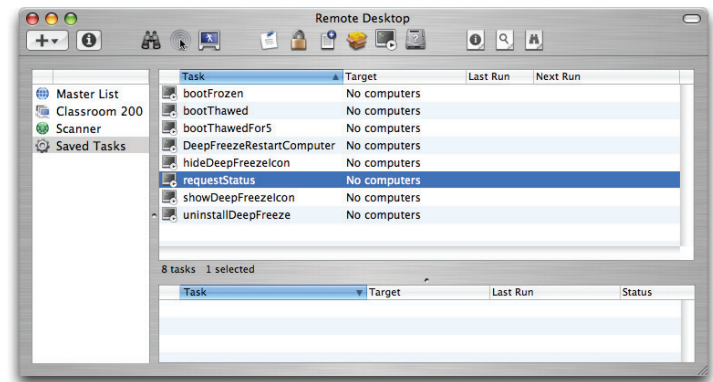 Remote Desktop
Task Target Last Run Next Run
Master List
Classroom 200
Scanner
Saved Tasks
bootFrozen No computers
bootThawed No computers
bootThawedFor5 No computers
DeepFreezeRestartComputer No computers
hideDeepFreezeIcon No computers
requestStatus No computers
showDeepFreezeIcon No computers
uninstallDeepFreeze No computers
8 tasks 1 selected
Task Target Last Run Status